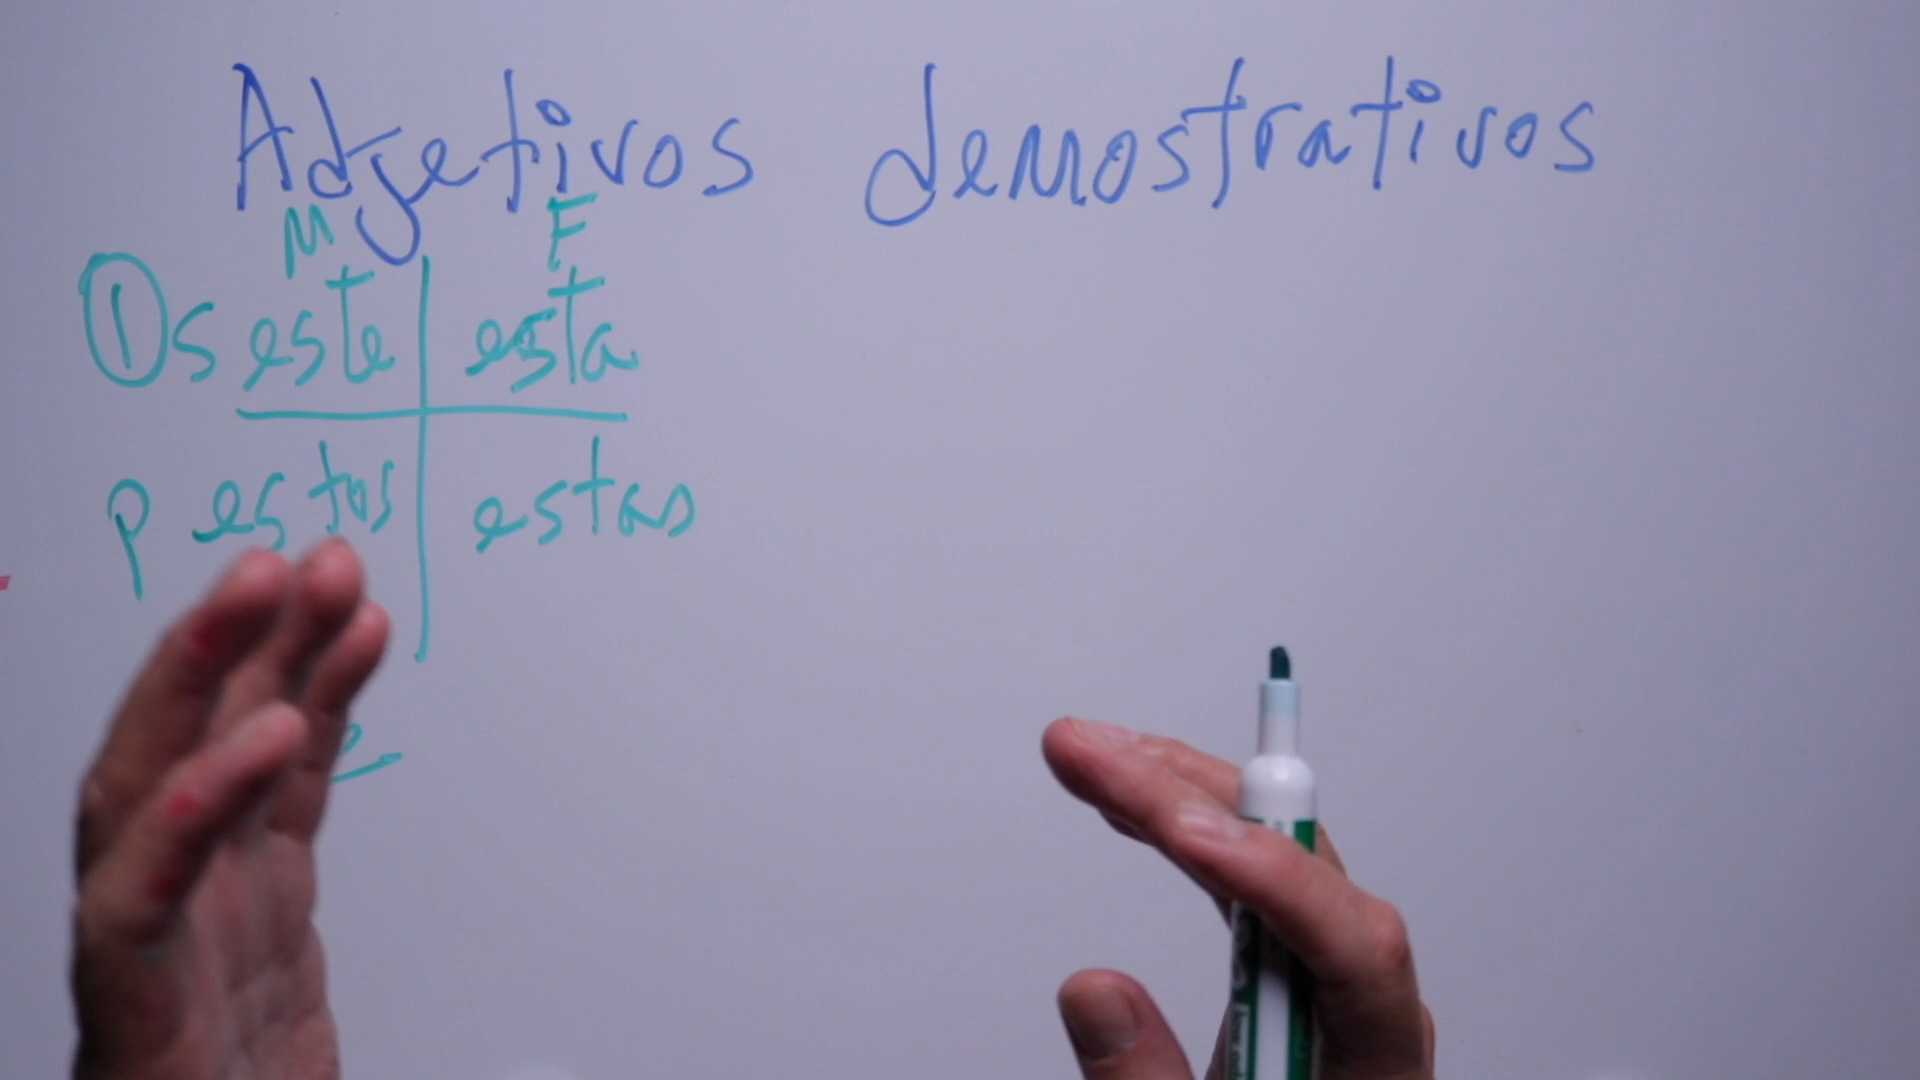 Adjetivos demostrativos
M F
① s este esta
p estos estas